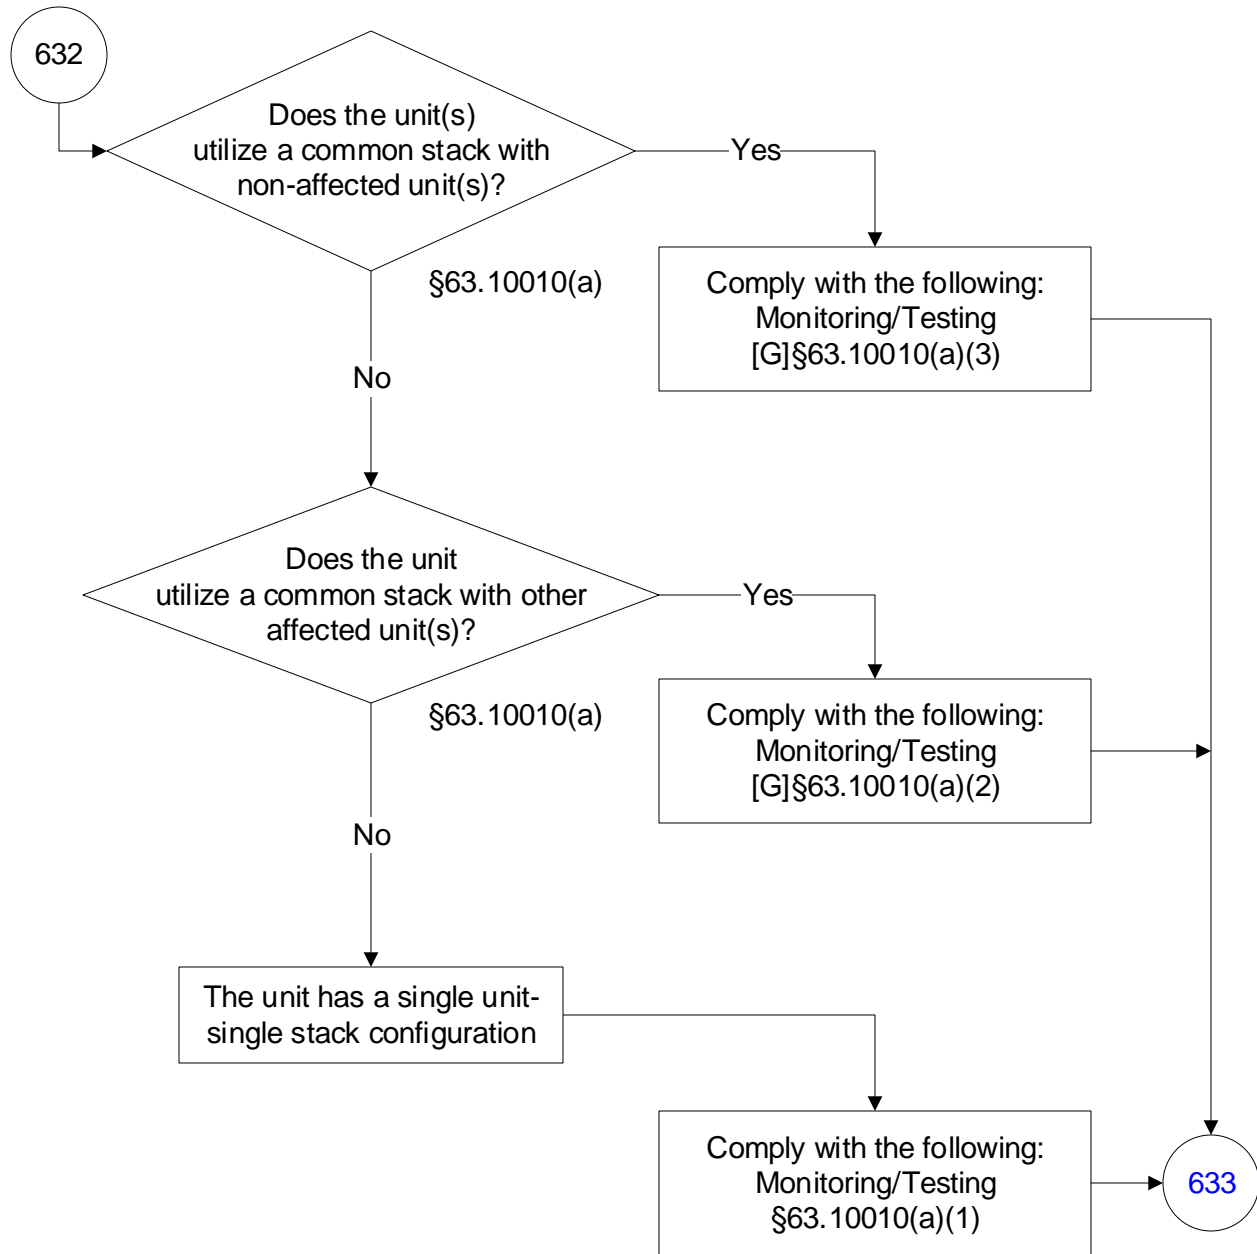 632
Does the unit(s)
utilize a common stack with
non-affected unit(s)?
Yes
§63.10010(a)
Comply with the following:
Monitoring/Testing
[G]§63.10010(a)(3)
No
Does the unit
utilize a common stack with other
affected unit(s)?
Yes
§63.10010(a)
Comply with the following:
Monitoring/Testing
[G]§63.10010(a)(2)
No
The unit has a single unit-
single stack configuration
Comply with the following:
Monitoring/Testing
§63.10010(a)(1)
633